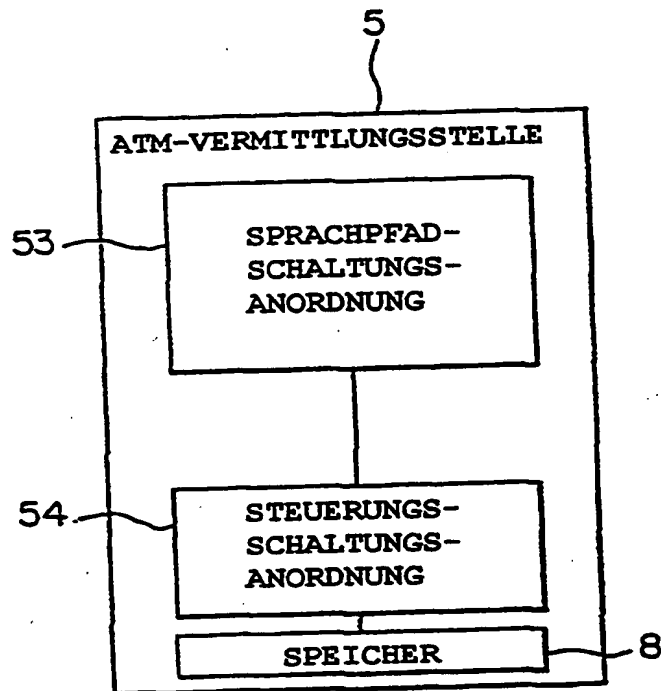 5
ATM-VERMITTLUNGSSTELLE
53
SPRACHPFAD-
SCHALTUNGS-
ANORDNUNG
54
STEUERUNGS-
SCHALTUNGS-
ANORDNUNG
SPEICHER
8